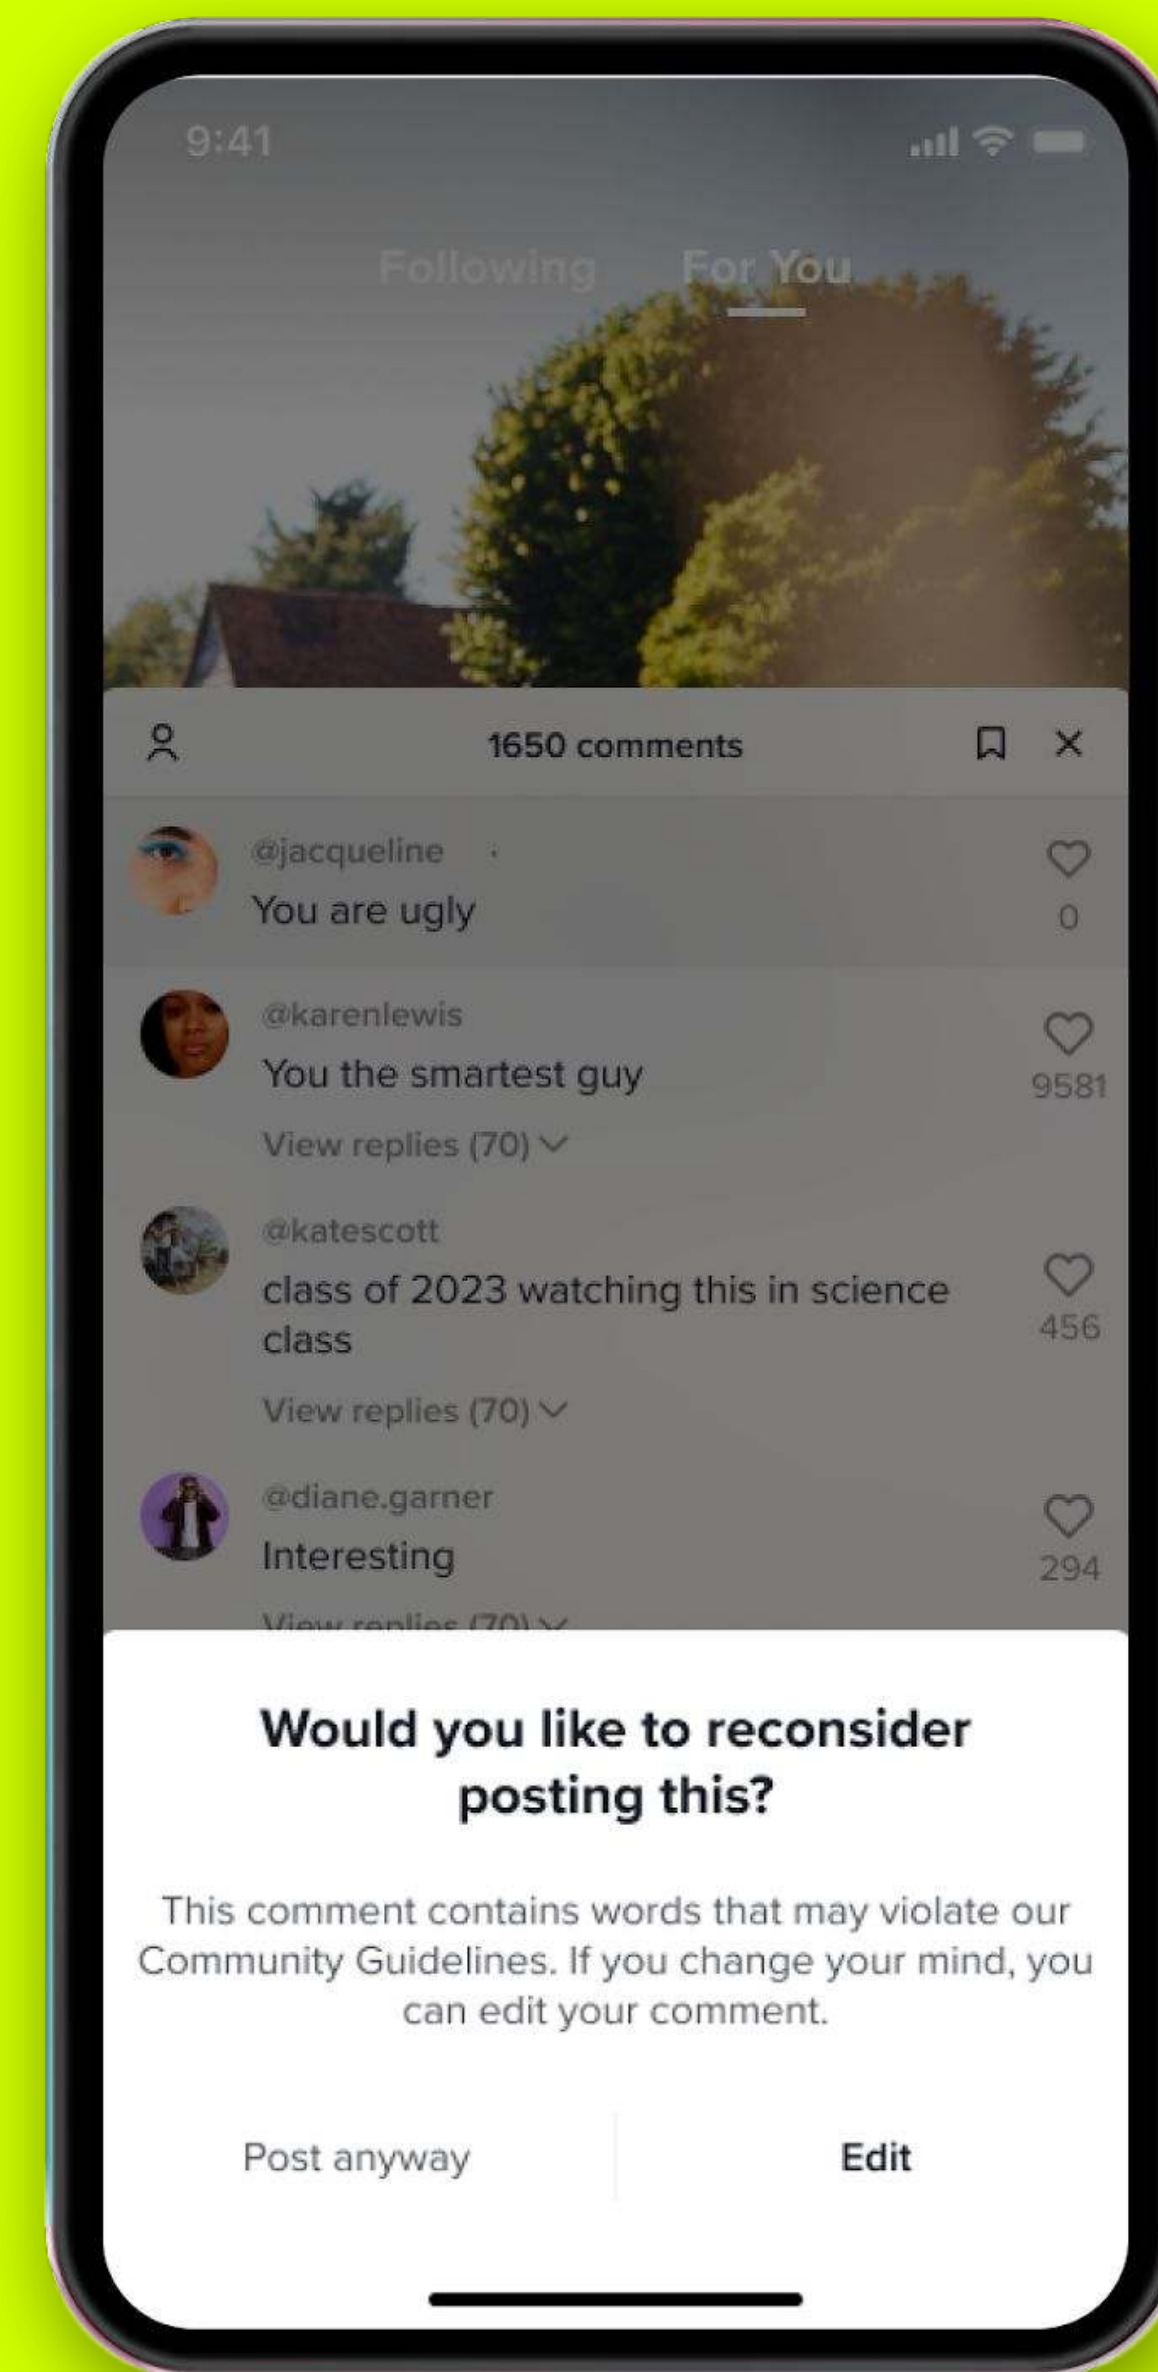 9:41
Following For You
1650 comments
@jacqueline ·
You are ugly
0
@karenlewis
You the smartest guy
9581
View replies (70)
@katescott
class of 2023 watching this in science
class
456
View replies (70)
@diane.garner
Interesting
294
View replies (70)
Would you like to reconsider
posting this?
This comment contains words that may violate our
Community Guidelines. If you change your mind, you
can edit your comment.
Post anyway Edit